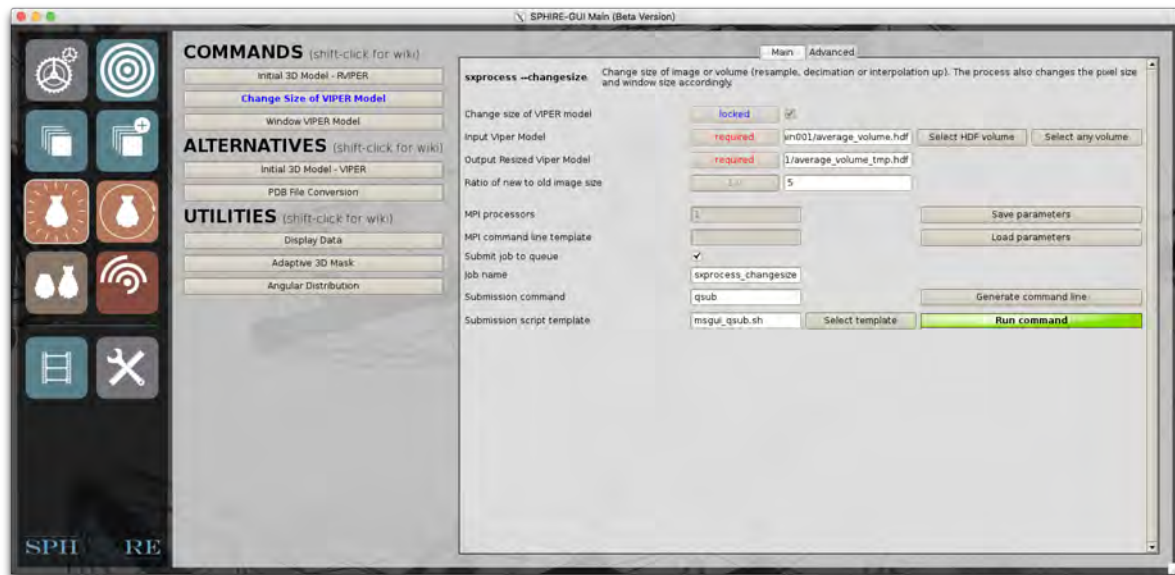 SPHIRE-GUI Main (Beta Version)
COMMANDS (shift-click for wiki)
Initial 3D Model - RVIPER
Change Size of VIPER Model
Window VIPER Model
ALTERNATIVES (shift-click for wiki)
Initial 3D Model - VIPER
PDB File Conversion
UTILITIES (shift-click for wiki)
Display Data
Adaptive 3D Mask
Angular Distribution
SPH RE
Main Advanced
sxprocess --changesize Change size of image or volume (resample, decimation or interpolation up). The process also changes the pixel size
and window size accordingly.
Change size of VIPER model locked
Input Viper Model required un001/average_volume.hdf Select HDF volume Select any volume
Output Resized Viper Model required 1/average_volume_tmp.hdf
Ratio of new to old image size 1.0 5
MPI processors 1 Save parameters
MPI command line template Load parameters
Submit job to queue
Job name sxprocess_changesize
Submission command qsub Generate command line
Submission script template msgui_qsub.sh Select template Run command